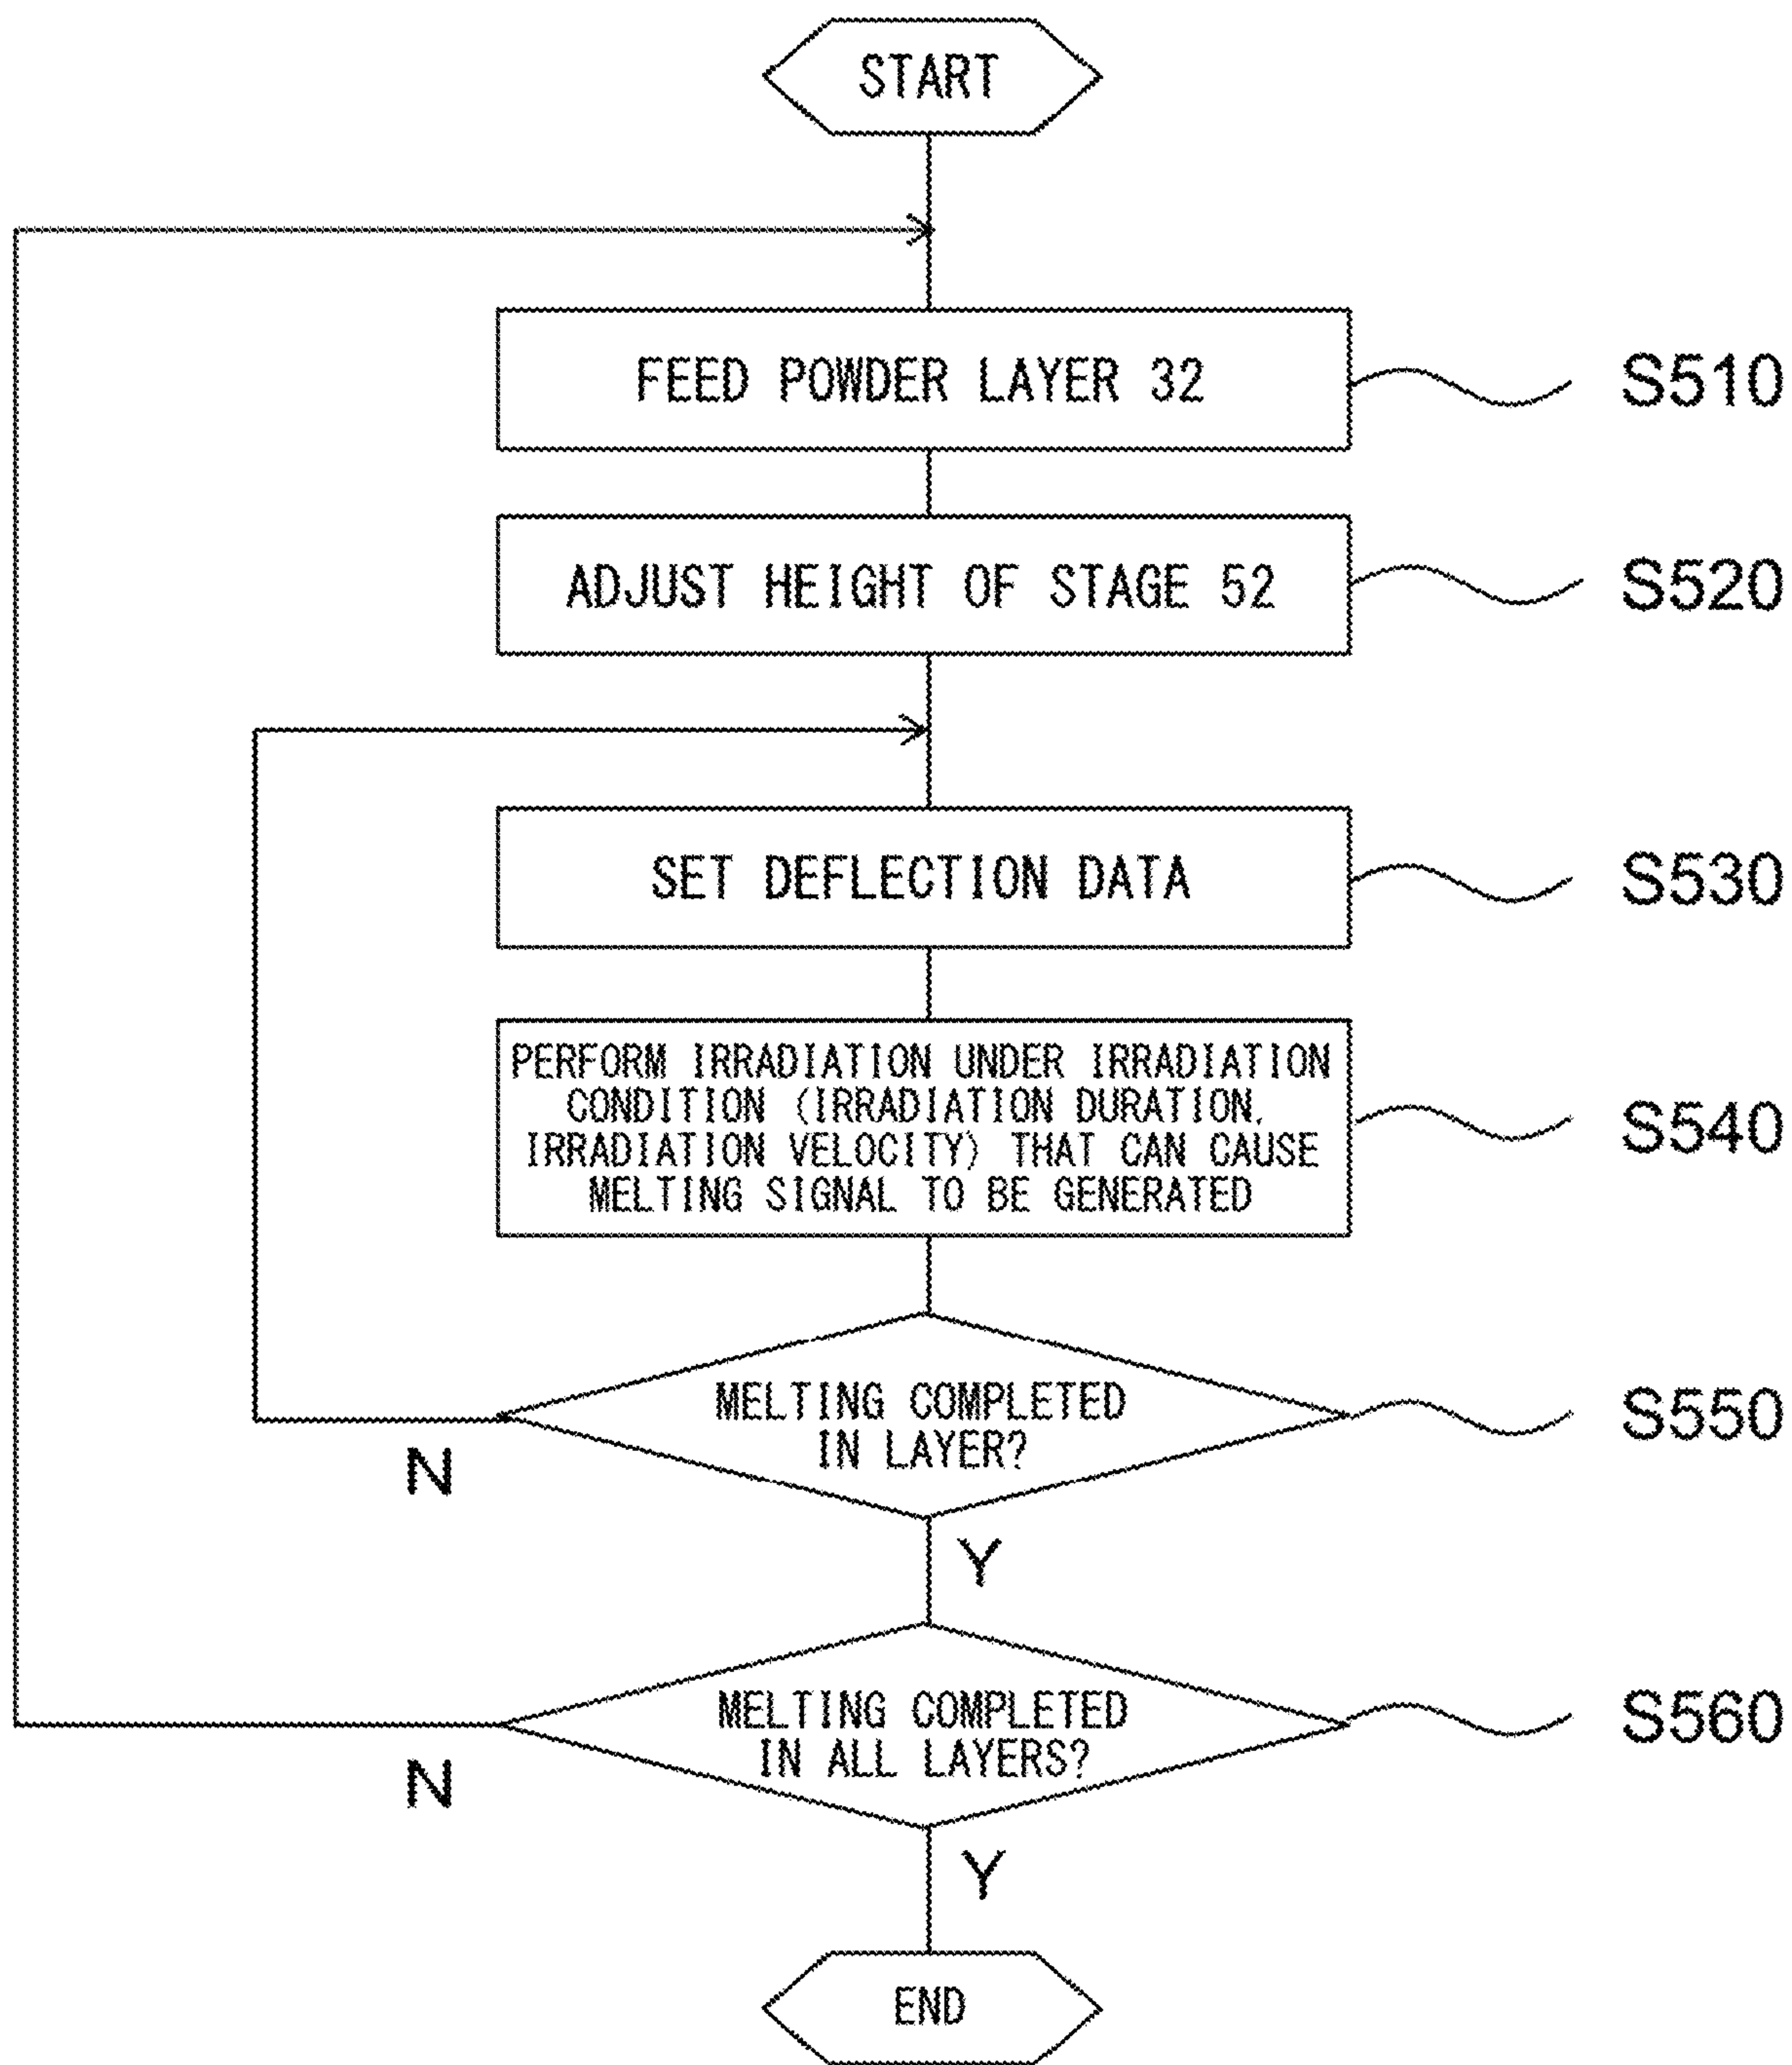 START
FEED POWDER LAYER 32
S510
ADJUST HEIGHT OF STAGE 52
S520
SET DEFLECTION DATA
S530
PERFORM IRRADIATION UNDER IRRADIATION
CONDITION (IRRADIATION DURATION,
IRRADIATION VELOCITY) THAT CAN CAUSE
MELTING SIGNAL TO BE GENERATED
S540
MELTING COMPLETED
IN LAYER?
S550
N
Y
MELTING COMPLETED
IN ALL LAYERS?
S560
N
Y
END